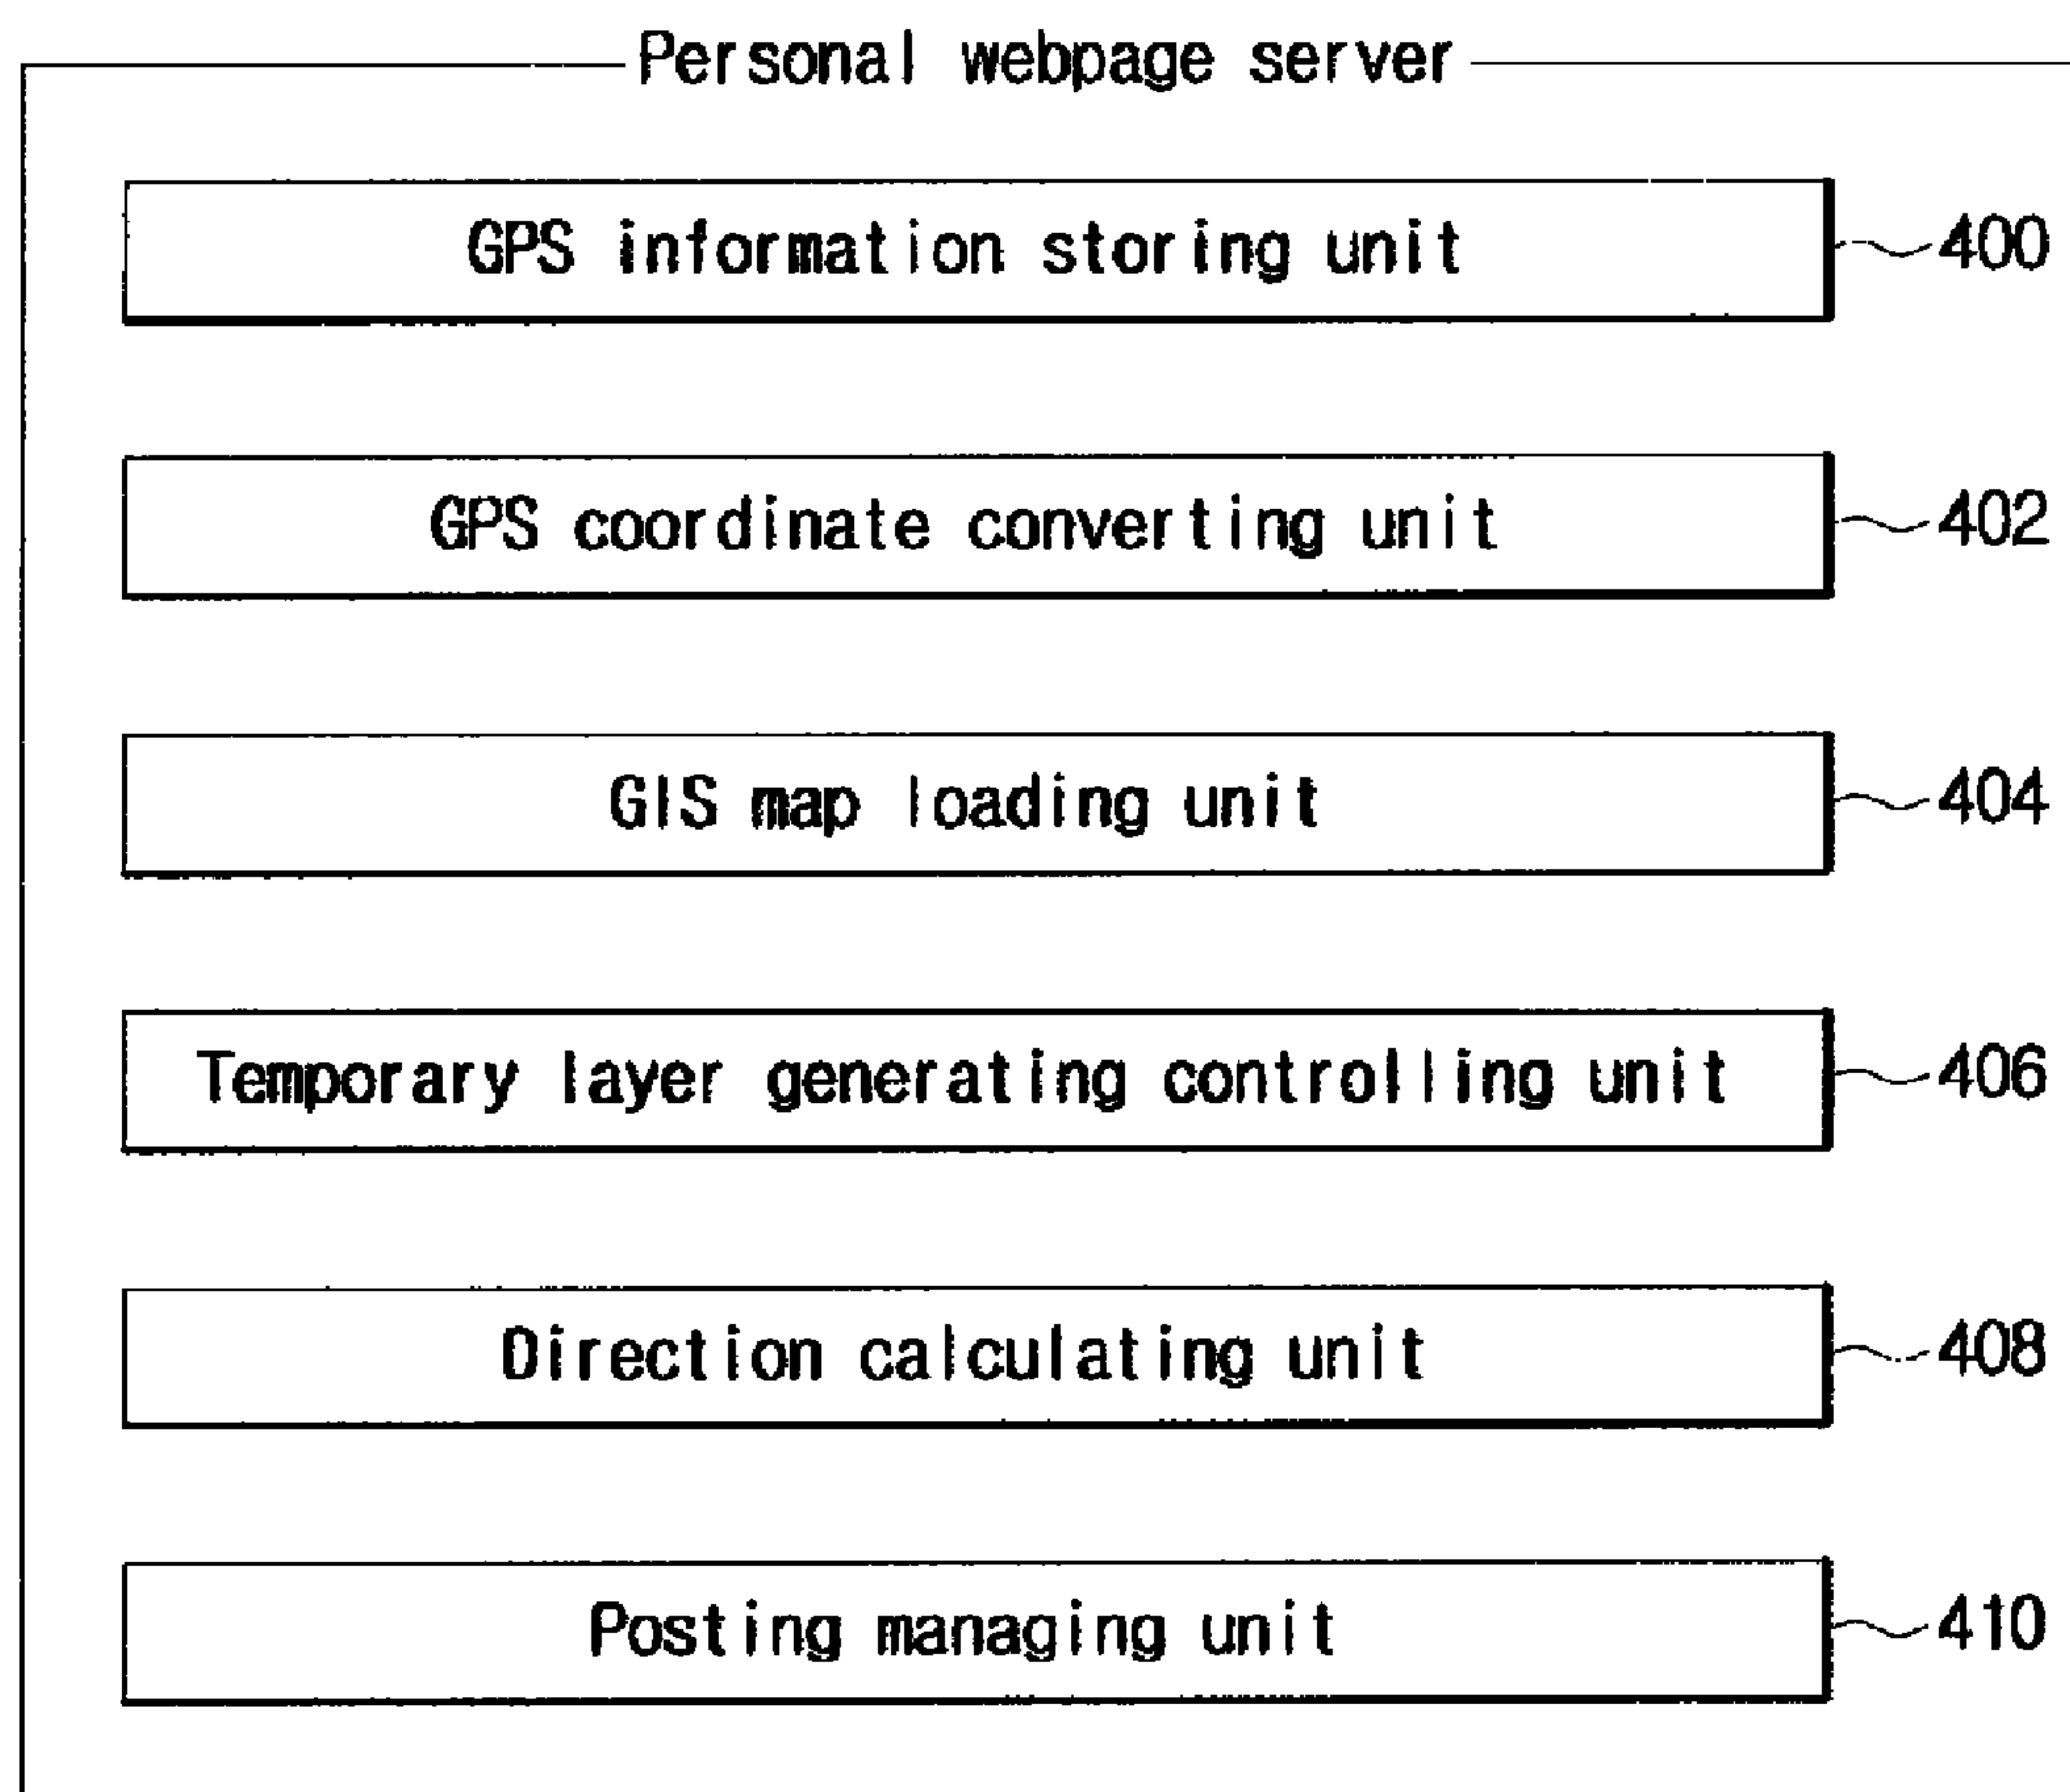 Personal webpage server
GPS information storing unit 400
GPS coordinate converting unit 402
GIS map loading unit 404
Temporary layer generating controlling unit 406
Direction calculating unit 408
Posting managing unit 410